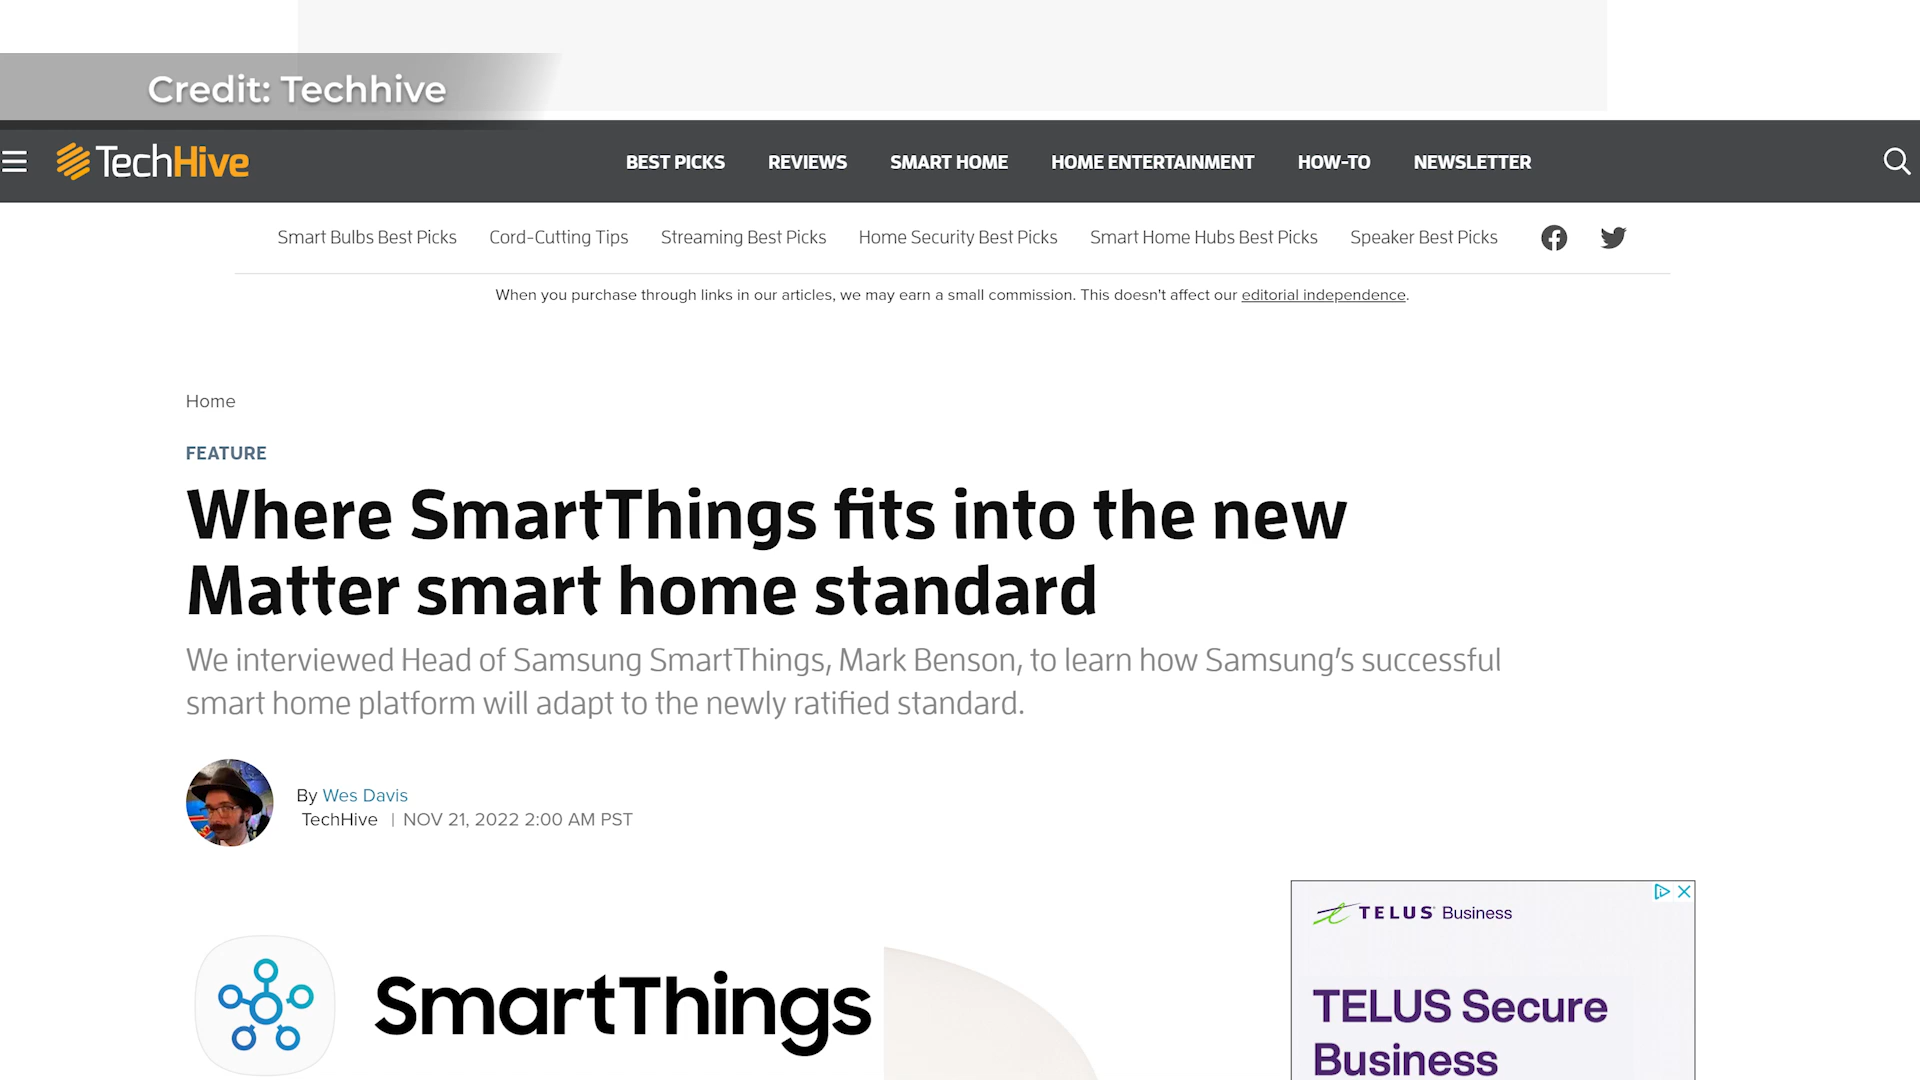 Credit: Techhive
TechHive
BEST PICKS REVIEWS SMART HOME HOME ENTERTAINMENT HOW-TO NEWSLETTER
Smart Bulbs Best Picks Cord-Cutting Tips Streaming Best Picks Home Security Best Picks Smart Home Hubs Best Picks Speaker Best Picks
When you purchase through links in our articles, we may earn a small commission. This doesn't affect our editorial independence.
Home
FEATURE
Where SmartThings fits into the new
Matter smart home standard
We interviewed Head of Samsung SmartThings, Mark Benson, to learn how Samsung's successful
smart home platform will adapt to the newly ratified standard.
By Wes Davis
TechHive | NOV 21, 2022 2:00 AM PST
SmartThings
TELUS Business
TELUS Secure
Business